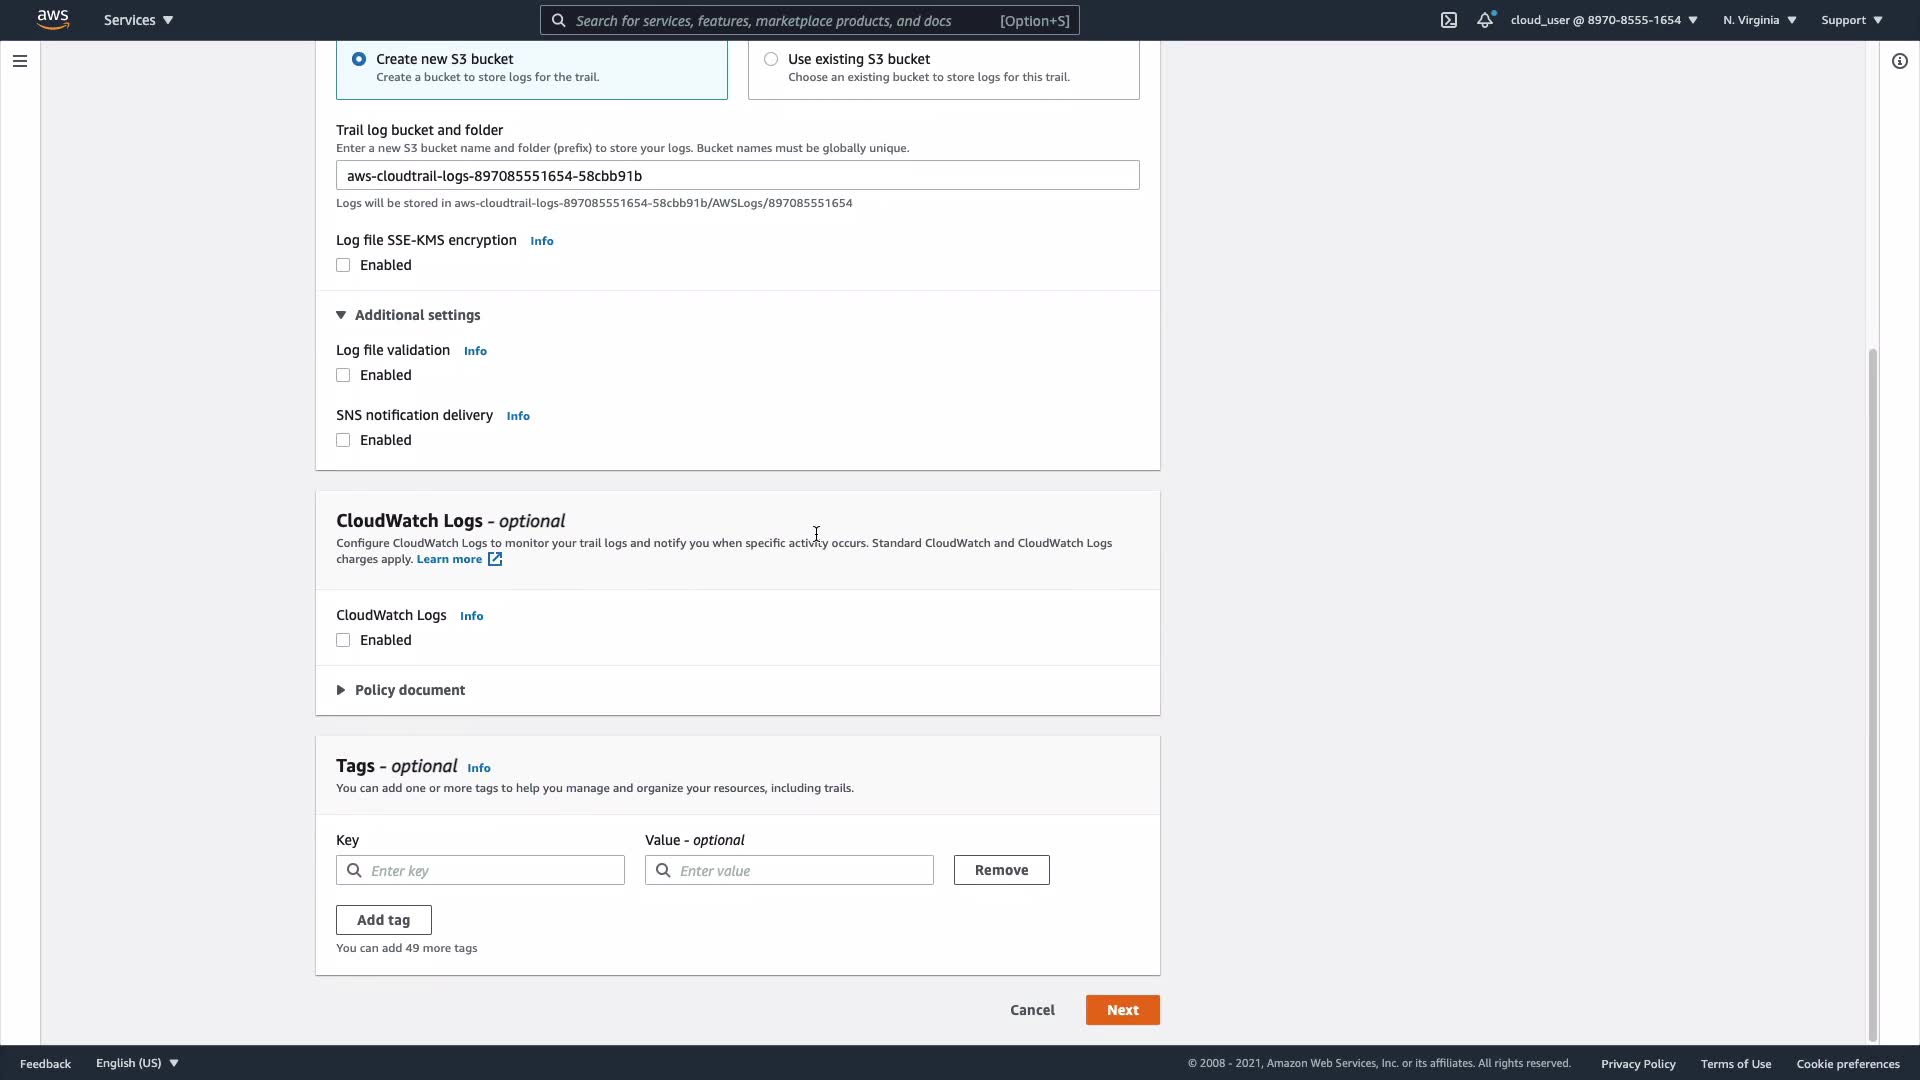 aws
Services
Search for services, features, marketplace products, and docs [Option+S]
cloud_user @ 8970-8555-1654
N. Virginia
Support
Create new S3 bucket
Create a bucket to store logs for the trail.
Use existing S3 bucket
Choose an existing bucket to store logs for this trail.
Trail log bucket and folder
Enter a new S3 bucket name and folder (prefix) to store your logs. Bucket names must be globally unique.
aws-cloudtrail-logs-897085551654-58cbb91b
Logs will be stored in aws-cloudtrail-logs-897085551654-58cbb91b/AWSLogs/897085551654
Log file SSE-KMS encryption Info
Enabled
Additional settings
Log file validation Info
Enabled
SNS notification delivery Info
Enabled
CloudWatch Logs - optional
Configure CloudWatch Logs to monitor your trail logs and notify you when specific activity occurs. Standard CloudWatch and CloudWatch Logs
charges apply. Learn more
CloudWatch Logs Info
Enabled
Policy document
Tags - optional Info
You can add one or more tags to help you manage and organize your resources, including trails.
Key
Value - optional
Enter key
Enter value
Remove
Add tag
You can add 49 more tags
Cancel
Next
Feedback
English (US)
© 2008 - 2021, Amazon Web Services, Inc. or its affiliates. All rights reserved.
Privacy Policy
Terms of Use
Cookie preferences